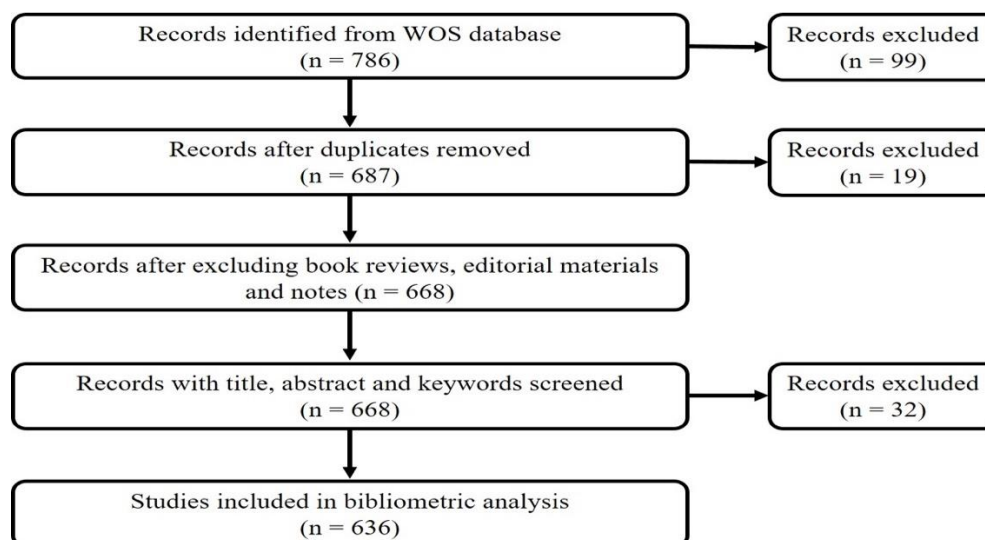 Records identified from WOS database
(n = 786)
Records excluded
(n = 99)
Records after duplicates removed
(n = 687)
Records excluded
(n = 19)
Records after excluding book reviews, editorial materials
and notes (n = 668)
Records with title, abstract and keywords screened
(n = 668)
Records excluded
(n = 32)
Studies included in bibliometric analysis
(n = 636)